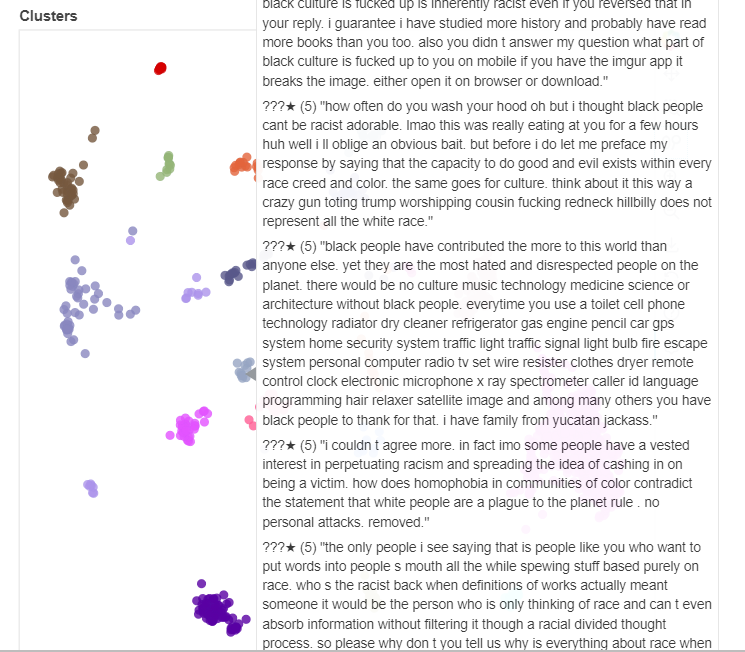 Clusters
black culture is fucked up is inherently racist even if you reversed that in
your reply. i guarantee i have studied more history and probably have read
more books than you too. also you didn t answer my question what part of
black culture is fucked up to you on mobile if you have the imgur app it
breaks the image. either open it on browser or download."
???★ (5) "how often do you wash your hood oh but i thought black people
cant be racist adorable. lmao this was really eating at you for a few hours
huh well i ll oblige an obvious bait. but before i do let me preface my
response by saying that the capacity to do good and evil exists within every
race creed and color. the same goes for culture. think about it this way a
crazy gun toting trump worshipping cousin fucking redneck hillbilly does not
represent all the white race."
???★ (5) "black people have contributed the more to this world than
anyone else. yet they are the most hated and disrespected people on the
planet. there would be no culture music technology medicine science or
architecture without black people. everytime you use a toilet cell phone
technology radiator dry cleaner refrigerator gas engine pencil car gps
system home security system traffic light traffic signal light bulb fire escape
system personal computer radio tv set wire resister clothes dryer remote
control clock electronic microphone x ray spectrometer caller id language
programming hair relaxer satellite image and among many others you have
black people to thank for that. i have family from yucatan jackass."
???★ (5) "i couldn t agree more. in fact imo some people have a vested
interest in perpetuating racism and spreading the idea of cashing in on
being a victim. how does homophobia in communities of color contradict
the statement that white people are a plague to the planet rule . no
personal attacks. removed."
???★ (5) "the only people i see saying that is people like you who want to
put words into people s mouth all the while spewing stuff based purely on
race. who s the racist back when definitions of works actually meant
someone it would be the person who is only thinking of race and can t even
absorb information without filtering it though a racial divided thought
process. so please why don t you tell us why is everything about race when